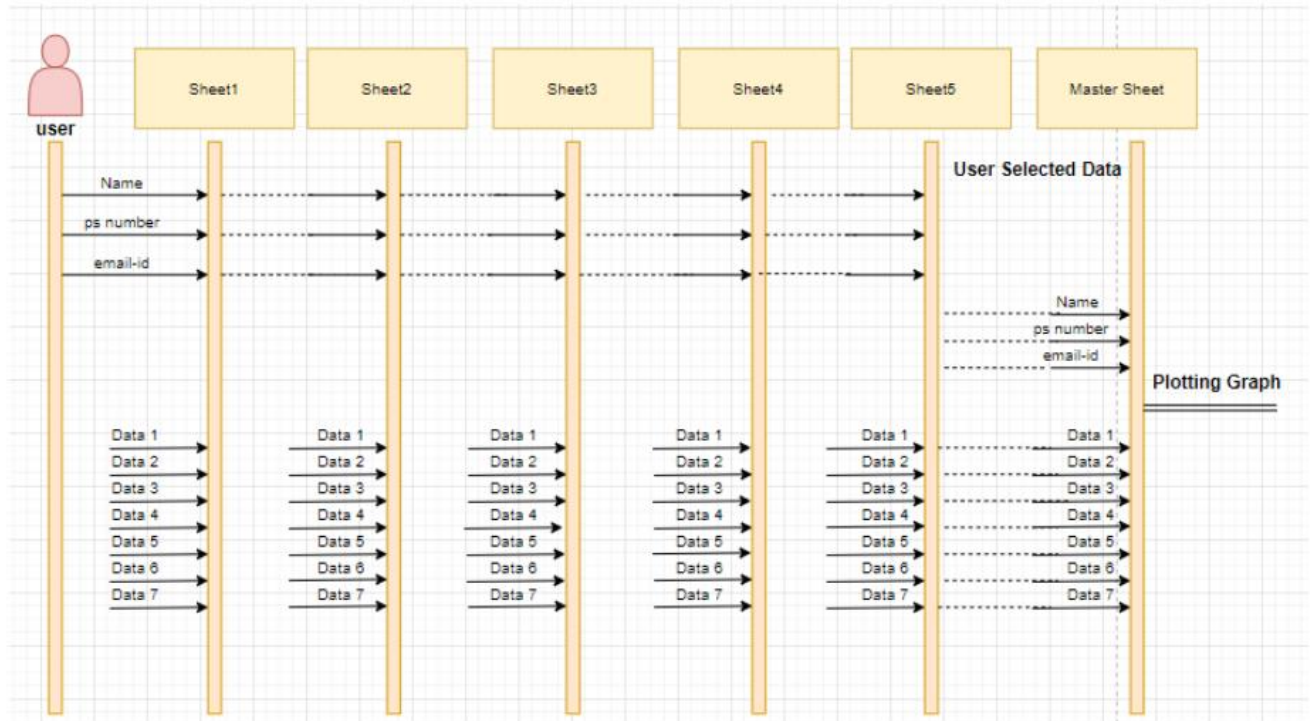 Sheet1 Sheet2 Sheet3 Sheet4 Sheet5 Master Sheet
user
User Selected Data
Name
ps number
email-id
Name
ps number
email-id
Plotting Graph
Data 1 Data 1 Data 1 Data 1 Data 1 Data 1
Data 2 Data 2 Data 2 Data 2 Data 2 Data 2
Data 3 Data 3 Data 3 Data 3 Data 3 Data 3
Data 4 Data 4 Data 4 Data 4 Data 4 Data 4
Data 5 Data 5 Data 5 Data 5 Data 5 Data 5
Data 6 Data 6 Data 6 Data 6 Data 6 Data 6
Data 7 Data 7 Data 7 Data 7 Data 7 Data 7